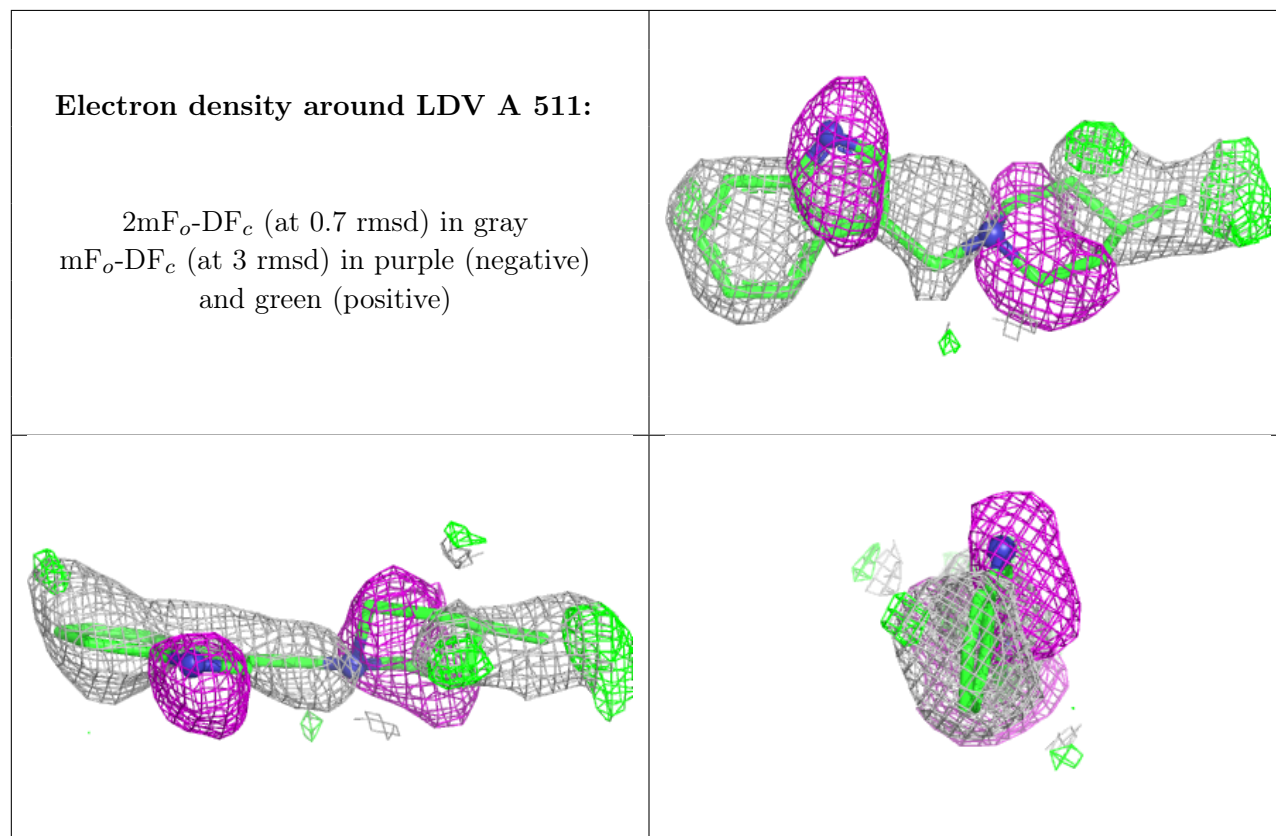 Electron density around LDV A 511:
2mFo-DFc (at 0.7 rmsd) in gray
mFo-DFc (at 3 rmsd) in purple (negative)
and green (positive)